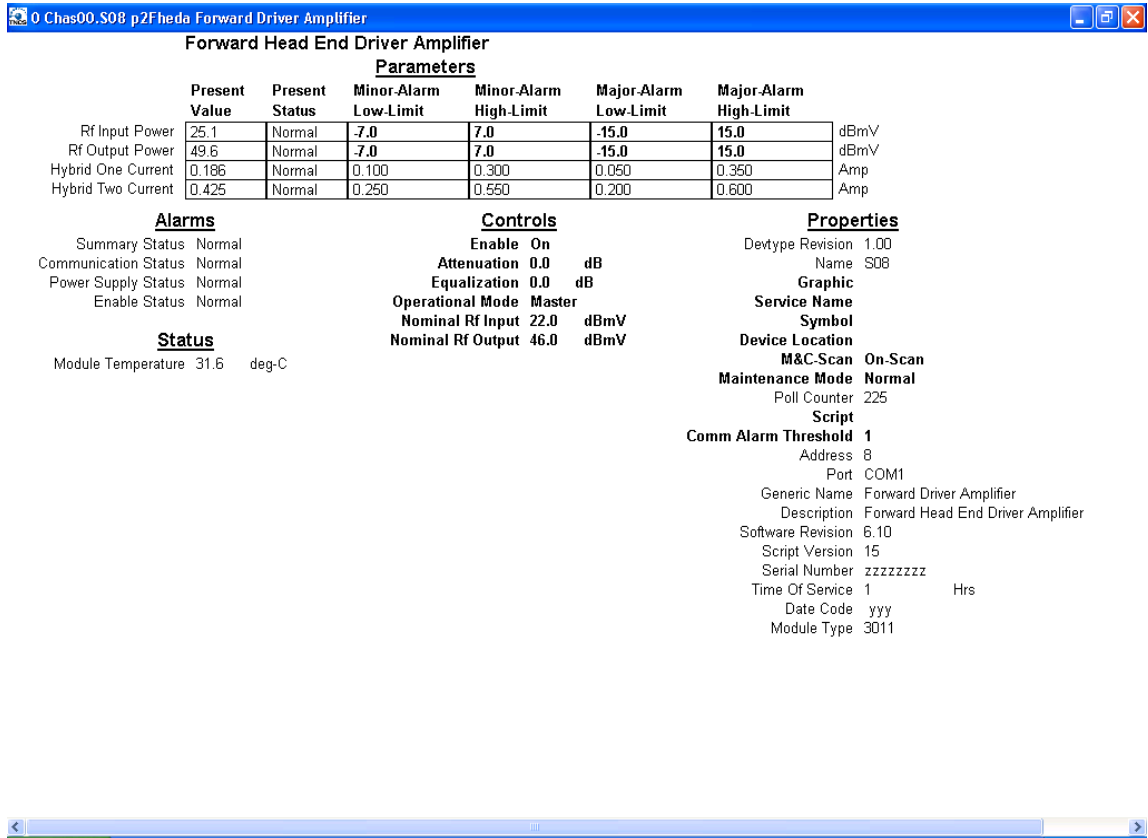 0 Chas00.S08 p2Fheda Forward Driver Amplifier
Forward Head End Driver Amplifier
Parameters
Present Present Minor-Alarm Minor-Alarm Major-Alarm Major-Alarm
Value Status Low-Limit High-Limit Low-Limit High-Limit
Rf Input Power 25.1 Normal -7.0 7.0 -15.0 15.0 dBmV
Rf Output Power 49.6 Normal -7.0 7.0 -15.0 15.0 dBmV
Hybrid One Current 0.186 Normal 0.100 0.300 0.050 0.350 Amp
Hybrid Two Current 0.425 Normal 0.250 0.550 0.200 0.600 Amp
Alarms
Summary Status Normal
Communication Status Normal
Power Supply Status Normal
Enable Status Normal
Status
Module Temperature 31.6 deg-C
Controls
Enable On
Attenuation 0.0 dB
Equalization 0.0 dB
Operational Mode Master
Nominal Rf Input 22.0 dBmV
Nominal Rf Output 46.0 dBmV
Properties
Devtype Revision 1.00
Name S08
Graphic
Service Name
Symbol
Device Location
M&C-Scan On-Scan
Maintenance Mode Normal
Poll Counter 225
Script
Comm Alarm Threshold 1
Address 8
Port COM1
Generic Name Forward Driver Amplifier
Description Forward Head End Driver Amplifier
Software Revision 6.10
Script Version 15
Serial Number zzzzzzzz
Time Of Service 1 Hrs
Date Code yyy
Module Type 3011